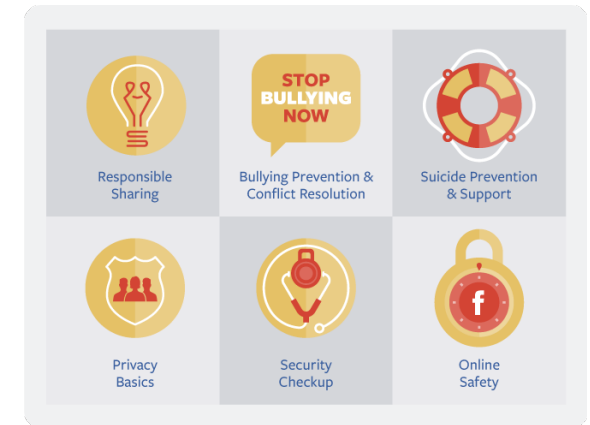 Responsible
Sharing
STOP
BULLYING
NOW
Bullying Prevention &
Conflict Resolution
Suicide Prevention
& Support
Privacy
Basics
Security
Checkup
f
Online
Safety